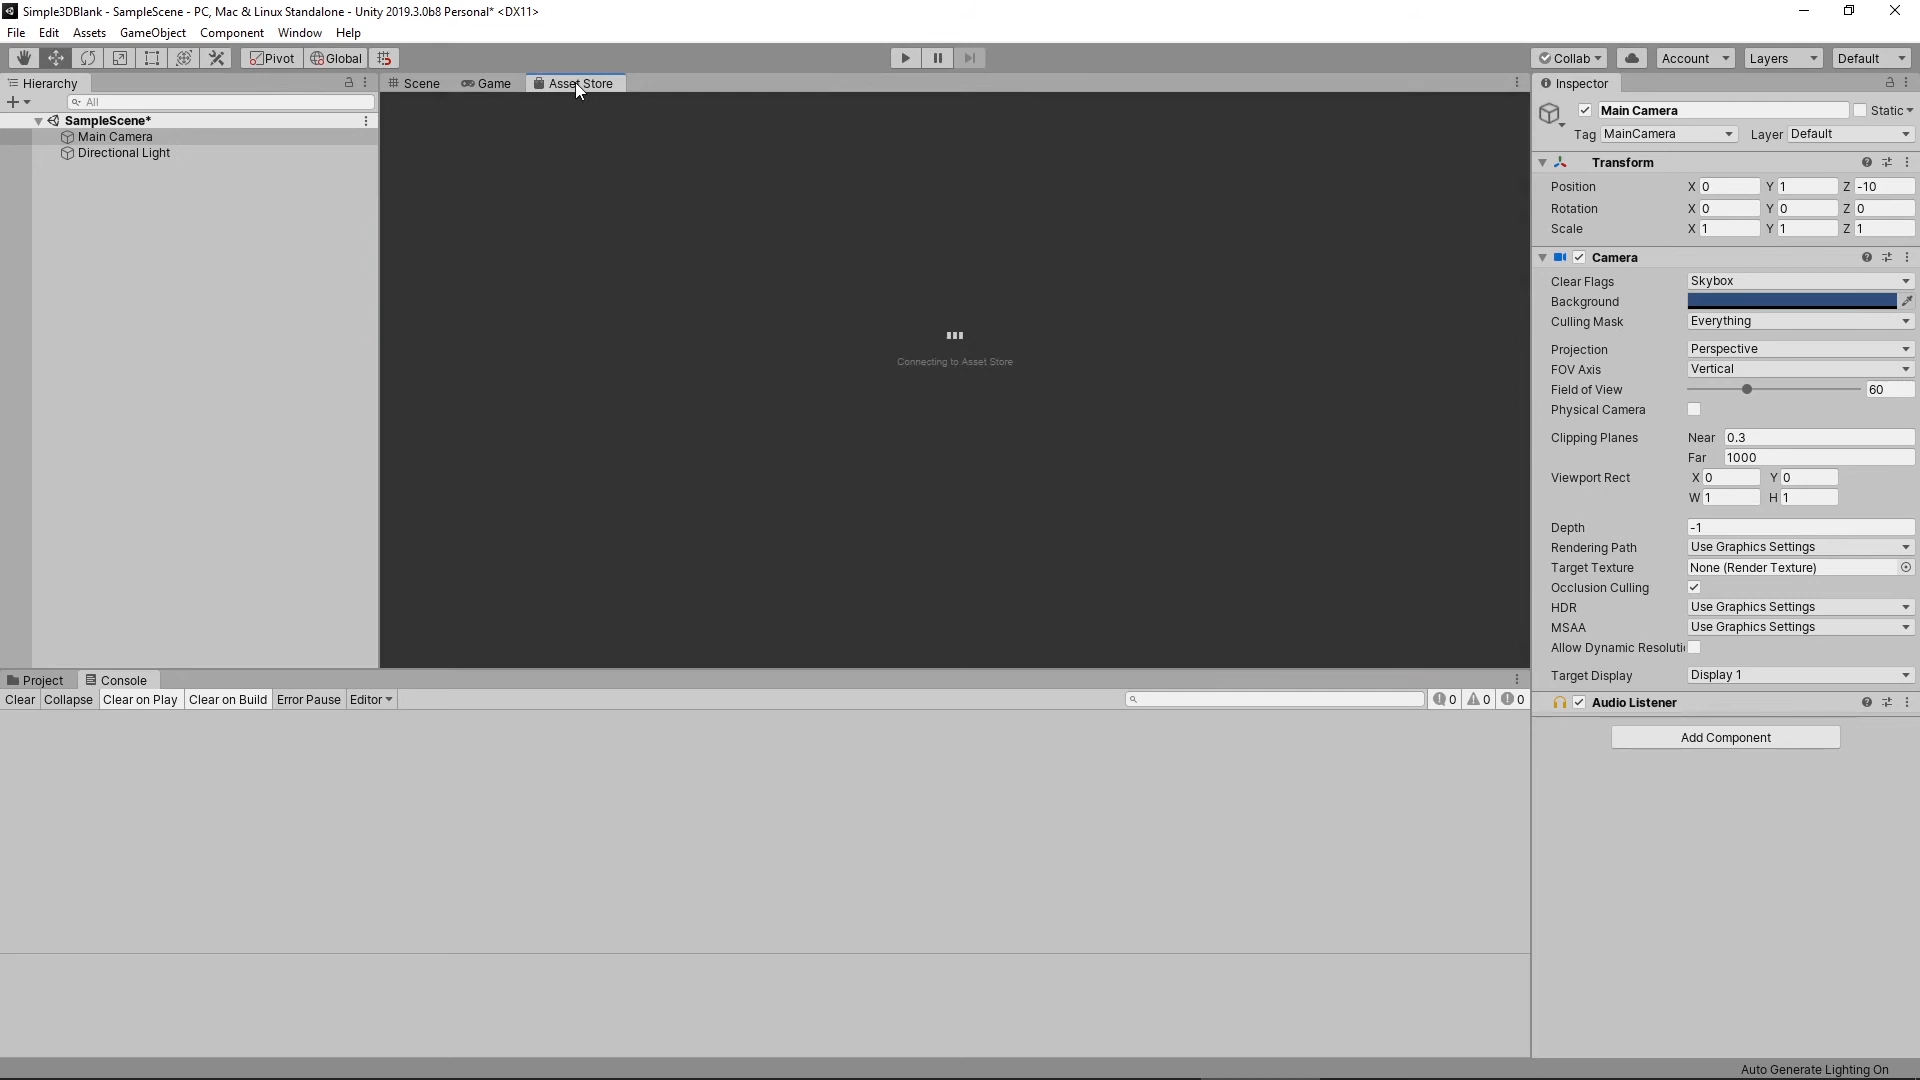 Simple3DBlank - SampleScene - PC, Mac & Linux Standalone - Unity 2019.3.0b8 Personal* <DX11>
File Edit Assets GameObject Component Window Help
Pivot Global Collab Account Layers Default
Hierarchy
Scene Game Asset Store
Inspector
All
SampleScene*
Main Camera
Directional Light
Connecting to Asset Store
Main Camera Static
Tag MainCamera Layer Default
Transform
Position X 0 Y 1 Z -10
Rotation X 0 Y 0 Z 0
Scale X 1 Y 1 Z 1
Camera
Clear Flags Skybox
Background
Culling Mask Everything
Projection Perspective
FOV Axis Vertical
Field of View 60
Physical Camera
Clipping Planes Near 0.3
Far 1000
Viewport Rect X 0 Y 0
W 1 H 1
Depth -1
Rendering Path Use Graphics Settings
Target Texture None (Render Texture)
Occlusion Culling
HDR Use Graphics Settings
MSAA Use Graphics Settings
Allow Dynamic Resoluti
Target Display Display 1
Audio Listener
Add Component
Project Console
Clear Collapse Clear on Play Clear on Build Error Pause Editor 0 0 0
Auto Generate Lighting On